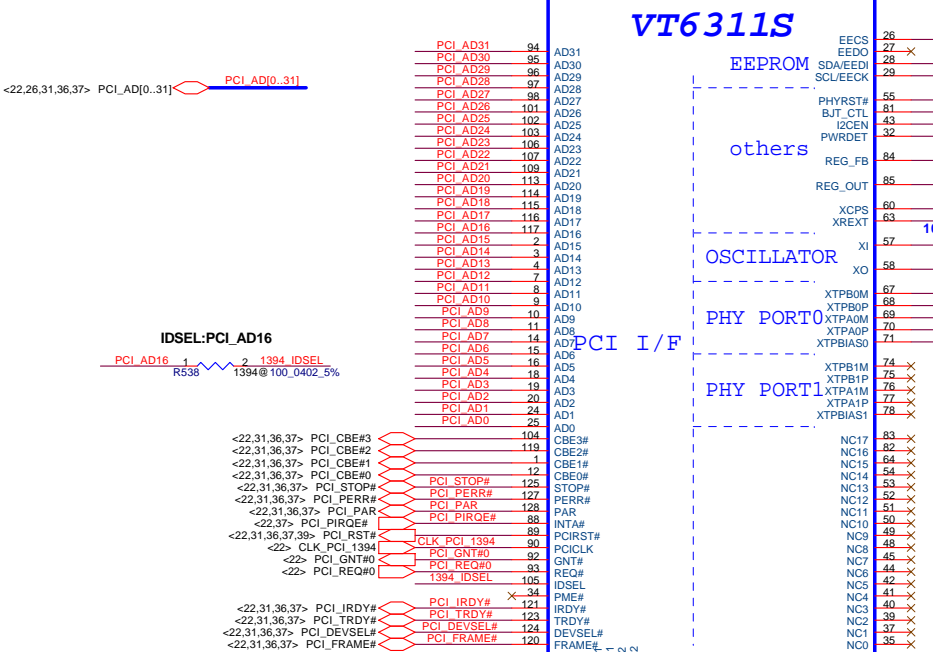 VT6311S
<22,26,31,36,37> PCI_AD[0..31] PCI_AD[0..31]
IDSEL:PCI_AD16
PCI_AD16 1 2 1394_IDSEL
R538 1394@100_0402_5%
PCI_AD31 94 AD31
PCI_AD30 95 AD30
PCI_AD29 96 AD29
PCI_AD28 97 AD28
PCI_AD27 98 AD27
PCI_AD26 101 AD26
PCI_AD25 102 AD25
PCI_AD24 103 AD24
PCI_AD23 106 AD23
PCI_AD22 107 AD22
PCI_AD21 109 AD21
PCI_AD20 113 AD20
PCI_AD19 114 AD19
PCI_AD18 115 AD18
PCI_AD17 116 AD17
PCI_AD16 117 AD16
PCI_AD15 2 AD15
PCI_AD14 3 AD14
PCI_AD13 4 AD13
PCI_AD12 7 AD12
PCI_AD11 8 AD11
PCI_AD10 9 AD10
PCI_AD9 10 AD9
PCI_AD8 11 AD8
PCI_AD7 14 AD7
PCI_AD6 15 AD6
PCI_AD5 16 AD5
PCI_AD4 18 AD4
PCI_AD3 19 AD3
PCI_AD2 20 AD2
PCI_AD1 24 AD1
PCI_AD0 25 AD0
<22,31,36,37> PCI_CBE#3 104 CBE3#
<22,31,36,37> PCI_CBE#2 119 CBE2#
<22,31,36,37> PCI_CBE#1 1 CBE1#
<22,31,36,37> PCI_CBE#0 12 CBE0#
<22,31,36,37> PCI_STOP# PCI_STOP# 125 STOP#
<22,31,36,37> PCI_PERR# PCI_PERR# 127 PERR#
<22,31,36,37> PCI_PAR PCI_PAR 128 PAR
<22,37> PCI_PIRQE# PCI_PIRQE# 88 INTA#
<22,31,36,37,39> PCI_RST# 89 PCIRST#
<22> CLK_PCI_1394 CLK_PCI_1394 90 PCICLK
<22> PCI_GNT#0 PCI_GNT#0 92 GNT#
<22> PCI_REQ#0 PCI_REQ#0 93 REQ#
1394_IDSEL 105 IDSEL
34 PME#
<22,31,36,37> PCI_IRDY# PCI_IRDY# 121 IRDY#
<22,31,36,37> PCI_TRDY# PCI_TRDY# 123 TRDY#
<22,31,36,37> PCI_DEVSEL# PCI_DEVSEL# 124 DEVSEL#
<22,31,36,37> PCI_FRAME# PCI_FRAME# 120 FRAME#
PCI I/F
EEPROM
EECS 26
EEDO 27
SDA/EEDI 28
SCL/EECK 29
others
PHYRST# 55
BJT_CTL 81
I2CEN 43
PWRDET 32
REG_FB 84
REG_OUT 85
XCPS 60
XREXT 63
OSCILLATOR
XI 57
XO 58
PHY PORT0
XTPB0M 67
XTPB0P 68
XTPA0M 69
XTPA0P 70
XTPBIAS0 71
PHY PORT1
XTPB1M 74
XTPB1P 75
XTPA1M 76
XTPA1P 77
XTPBIAS1 78
NC17 83
NC16 82
NC15 64
NC14 54
NC13 53
NC12 52
NC11 51
NC10 50
NC9 49
NC8 48
NC7 45
NC6 44
NC5 42
NC4 41
NC3 40
NC2 39
NC1 37
NC0 35